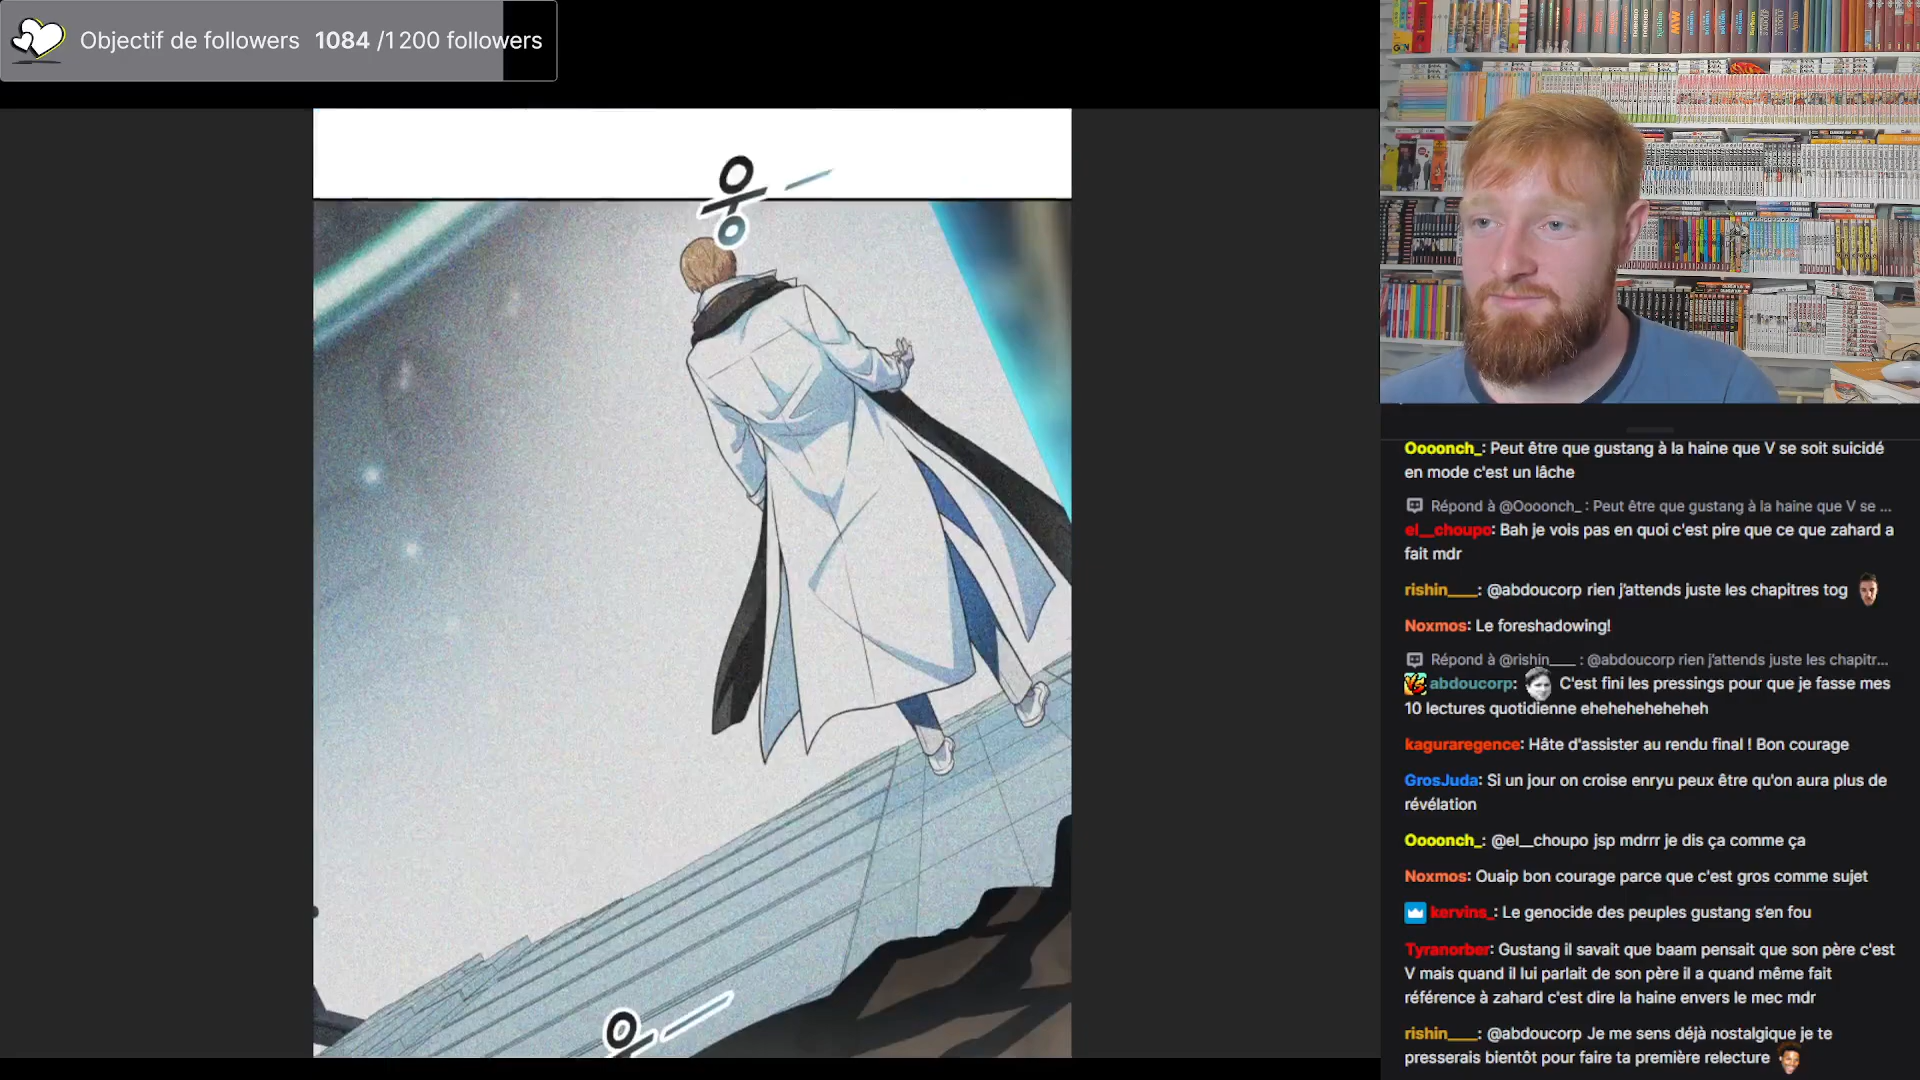 Objectif de followers 1084 /1 200 followers
웅
우
Oooonch_: Peut être que gustang à la haine que V se soit suicidé
en mode c'est un lâche
Répond à @Oooonch_ : Peut être que gustang à la haine que V se ...
el__choupo: Bah je vois pas en quoi c'est pire que ce que zahard a
fait mdr
rishin____: @abdoucorp rien j'attends juste les chapitres tog
Noxmos: Le foreshadowing!
Répond à @rishin____ : @abdoucorp rien j'attends juste les chapitr...
abdoucorp: C'est fini les pressings pour que je fasse mes
10 lectures quotidienne eheheheheheheh
kaguraregence: Hâte d'assister au rendu final ! Bon courage
GrosJuda: Si un jour on croise enryu peux être qu'on aura plus de
révélation
Oooonch_: @el__choupo jsp mdrrr je dis ça comme ça
Noxmos: Ouaip bon courage parce que c'est gros comme sujet
kervins_: Le genocide des peuples gustang s'en fou
Tyranorber: Gustang il savait que baam pensait que son père c'est
V mais quand il lui parlait de son père il a quand même fait
référence à zahard c'est dire la haine envers le mec mdr
rishin____: @abdoucorp Je me sens déjà nostalgique je te
presserais bientôt pour faire ta première relecture